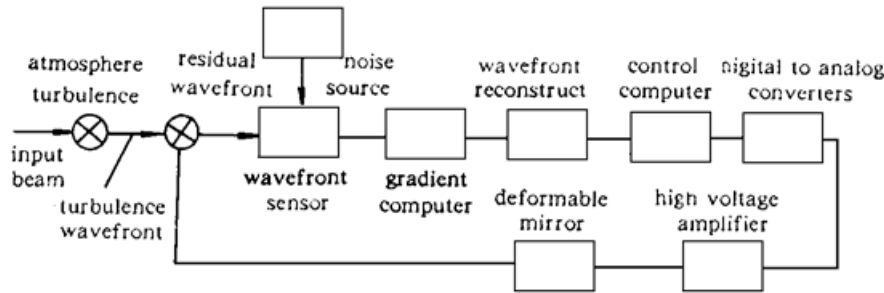 atmosphere
turbulence
residual
wavefront
noise
source
wavefront
reconstruct
control
computer
nigital to analog
converters
input
beam
turbulence
wavefront
wavefront
sensor
gradient
computer
deformable
mirror
high voltage
amplifier